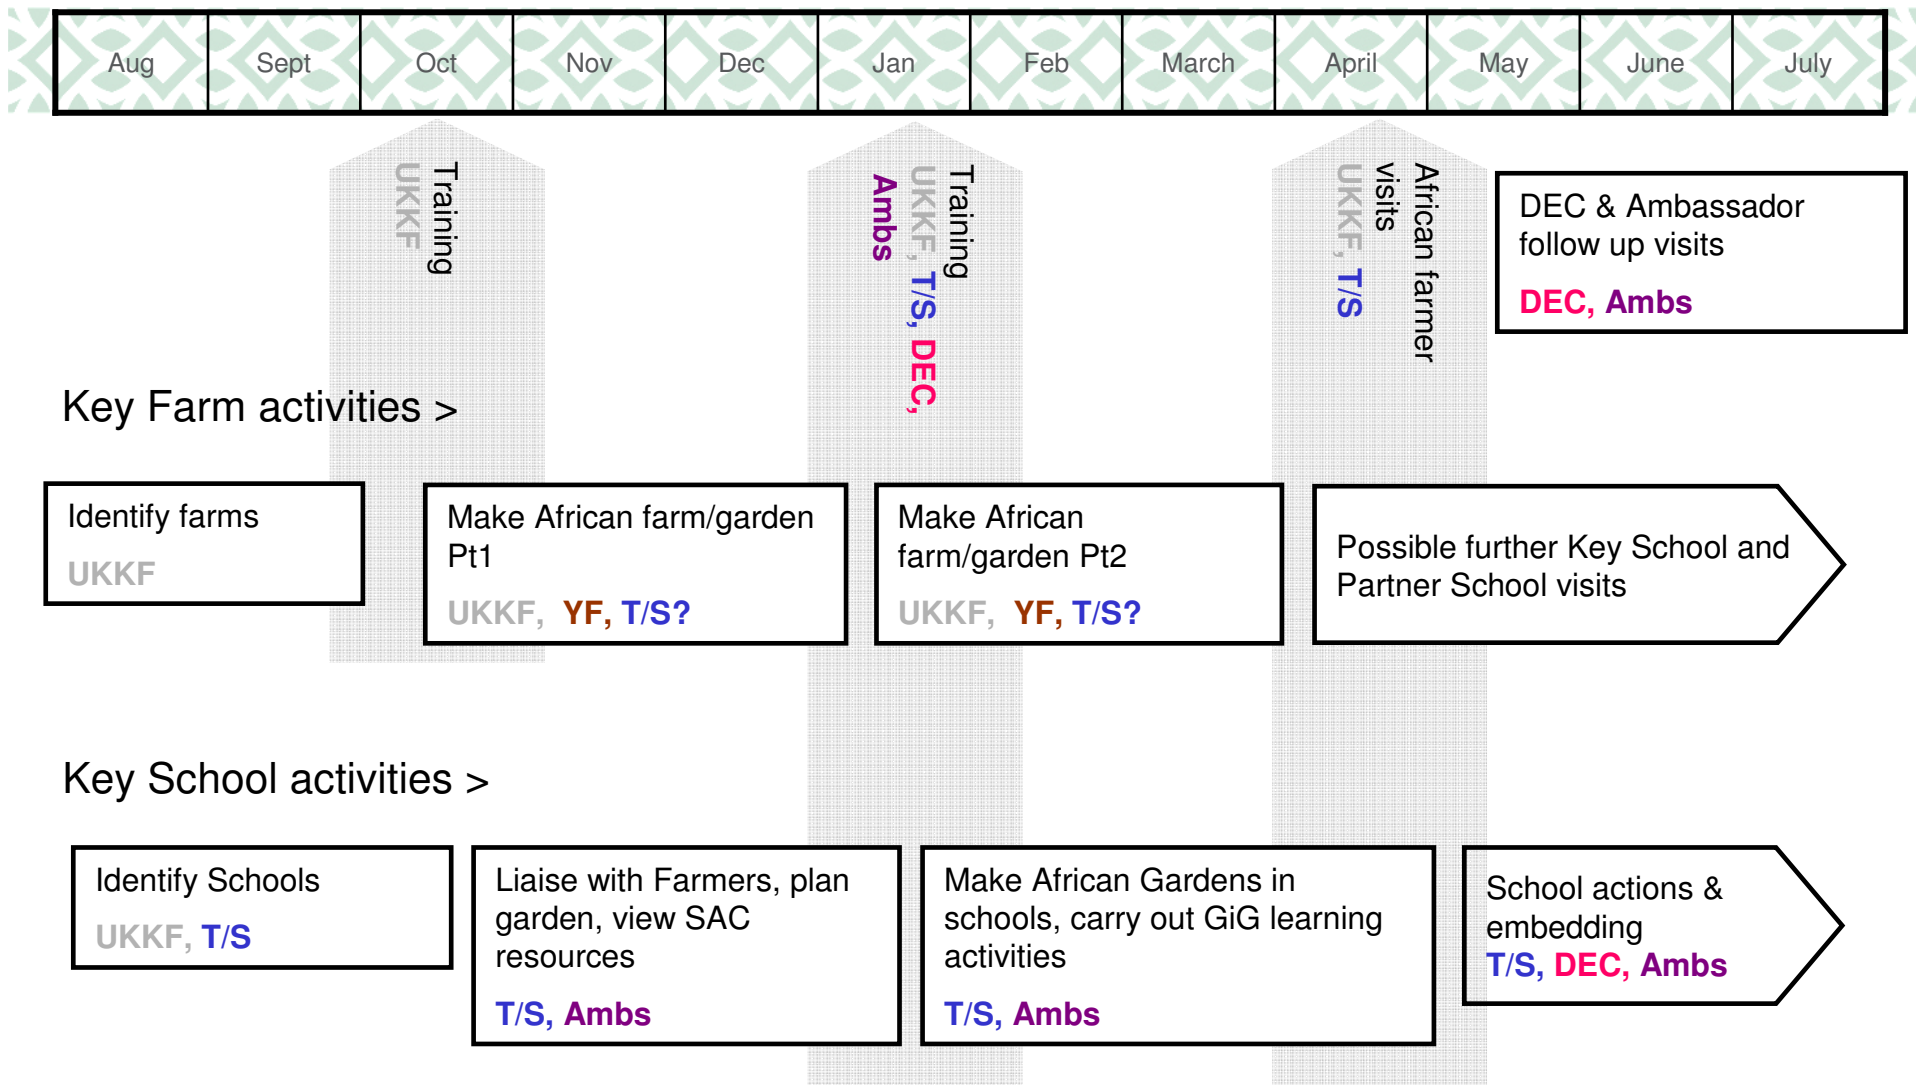 Aug Sept Oct Nov Dec Jan Feb March April May June July
Training
UKKF
Training
UKKF, T/S, DEC,
Ambs
African farmer
visits
UKKF, T/S
DEC & Ambassador
follow up visits
DEC, Ambs
Key Farm activities >
Identify farms
UKKF
Make African farm/garden
Pt1
UKKF, YF, T/S?
Make African
farm/garden Pt2
UKKF, YF, T/S?
Possible further Key School and
Partner School visits
Key School activities >
Identify Schools
UKKF, T/S
Liaise with Farmers, plan
garden, view SAC
resources
T/S, Ambs
Make African Gardens in
schools, carry out GiG learning
activities
T/S, Ambs
School actions &
embedding
T/S, DEC, Ambs